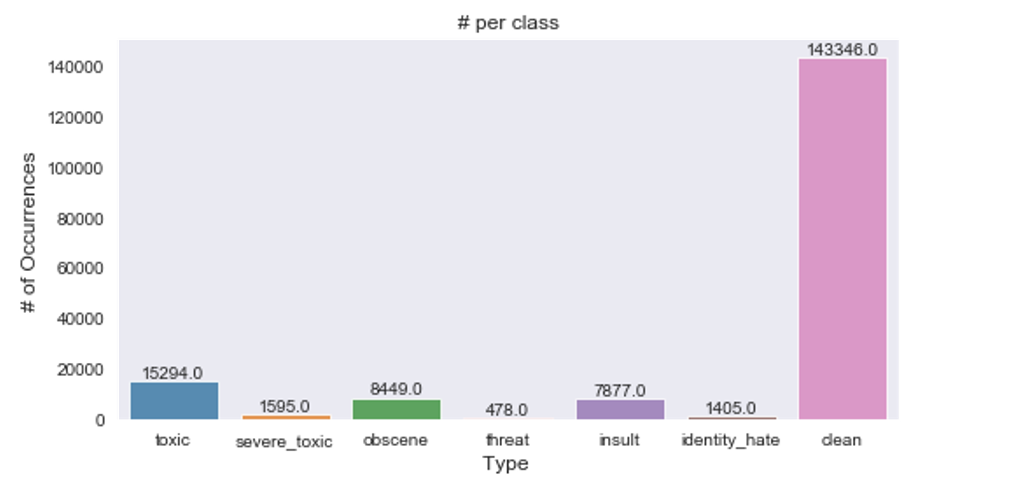 # per class
# of Occurrences
140000
120000
100000
80000
60000
40000
20000
0
15294.0
1595.0
8449.0
478.0
7877.0
1405.0
143346.0
toxic
severe_toxic
obscene
threat
insult
identity_hate
clean
Type